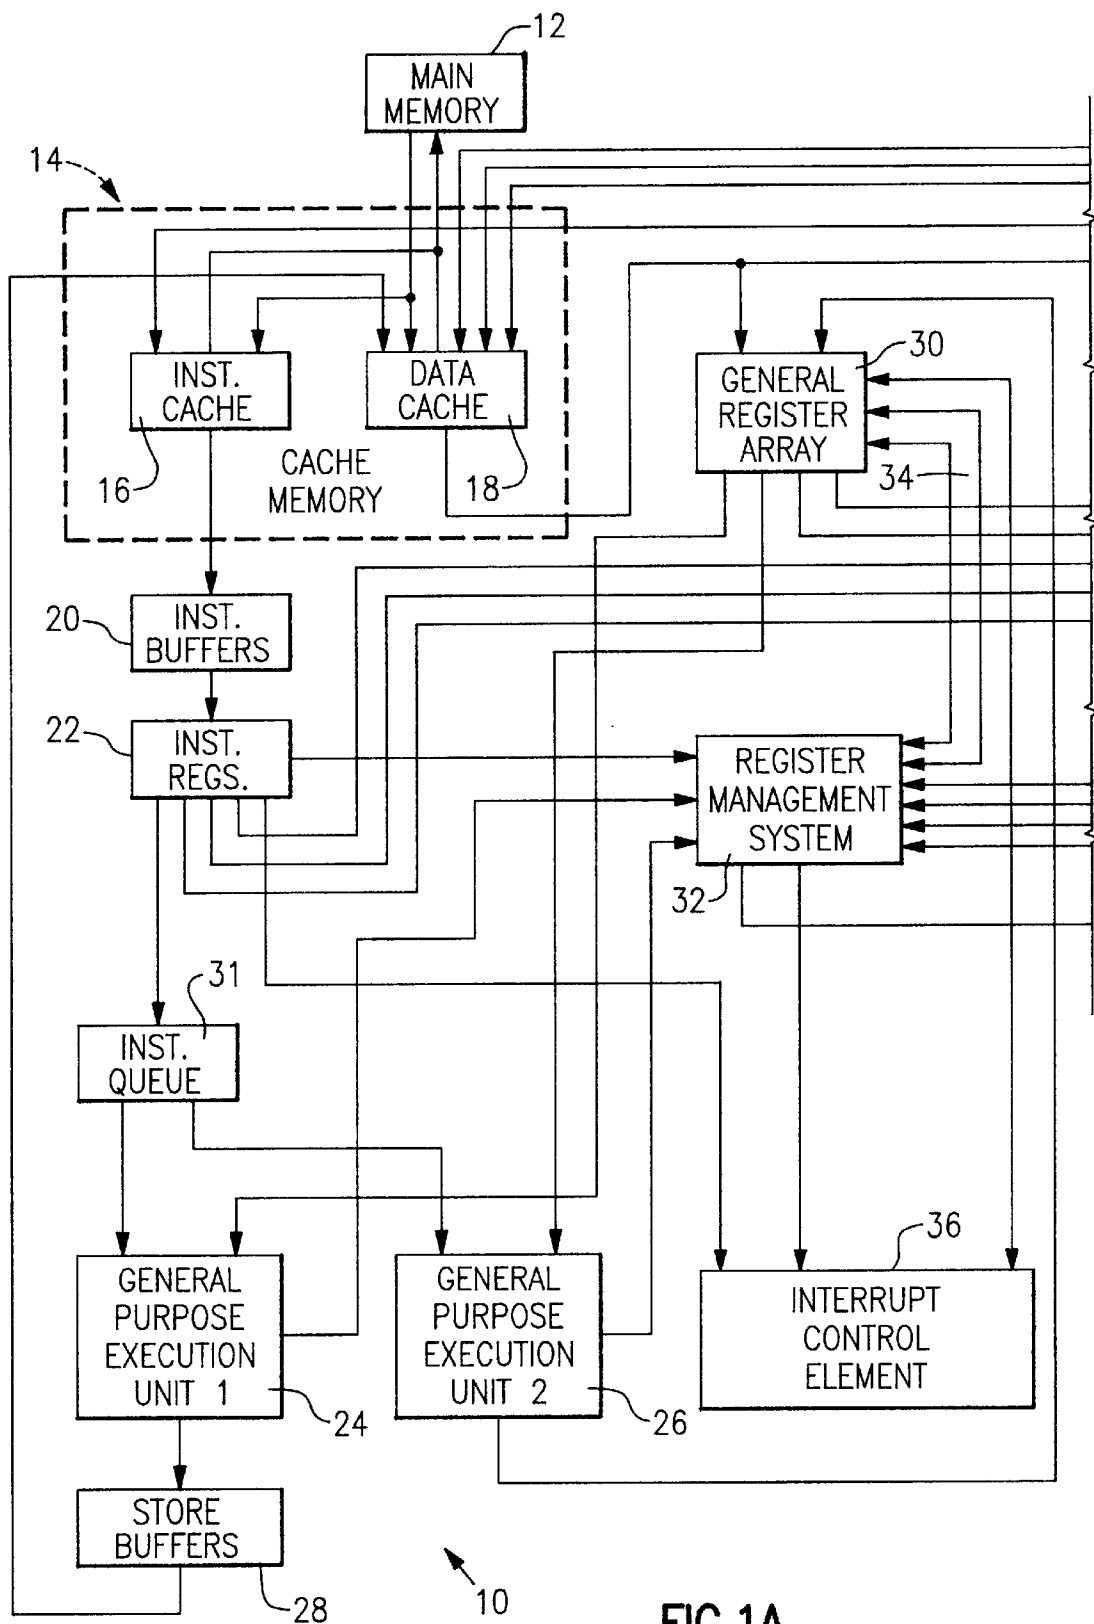 12
MAIN
MEMORY
14
INST.
CACHE
DATA
CACHE
16
18
CACHE
MEMORY
30
GENERAL
REGISTER
ARRAY
34
20
INST.
BUFFERS
22
INST.
REGS.
REGISTER
MANAGEMENT
SYSTEM
32
31
INST.
QUEUE
36
GENERAL
PURPOSE
EXECUTION
UNIT 1
24
GENERAL
PURPOSE
EXECUTION
UNIT 2
26
INTERRUPT
CONTROL
ELEMENT
STORE
BUFFERS
28
10
FIG. 1A